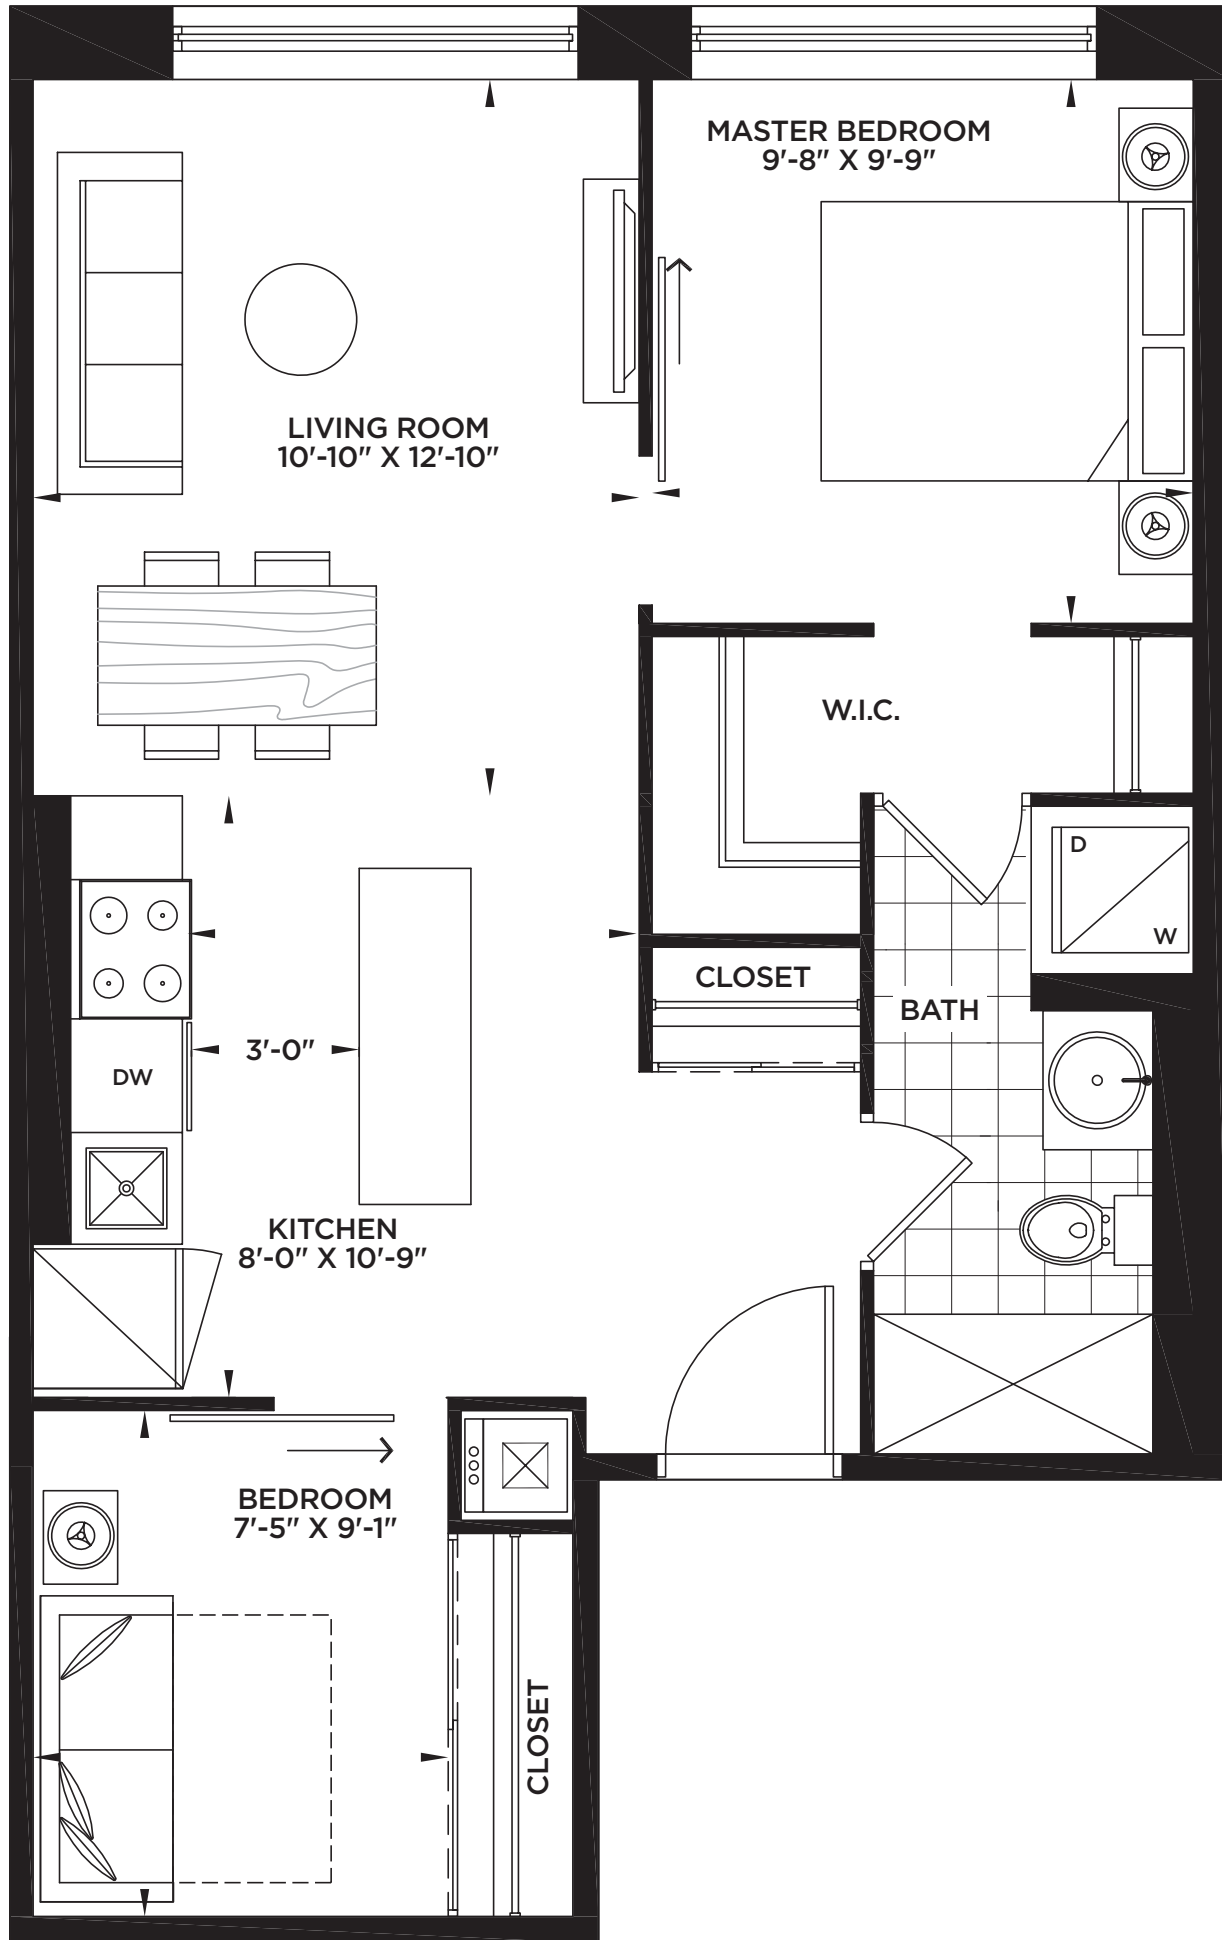 MASTER BEDROOM
9'-8" X 9'-9"
LIVING ROOM
10'-10" X 12'-10"
W.I.C.
D
W
CLOSET
BATH
3'-0"
DW
KITCHEN
8'-0" X 10'-9"
BEDROOM
7'-5" X 9'-1"
CLOSET